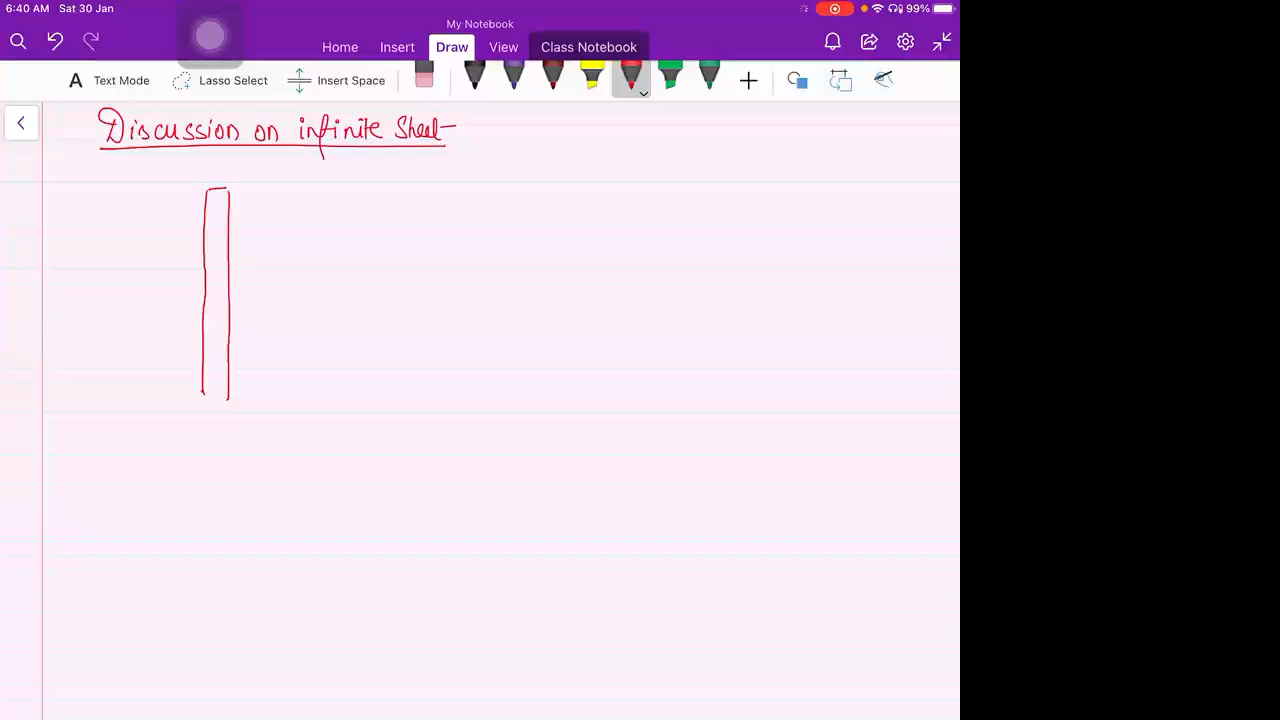 6:40 AM Sat 30 Jan 99%
My Notebook
Home Insert Draw View Class Notebook
A Text Mode Lasso Select Insert Space
Discussion on infinite Sheet